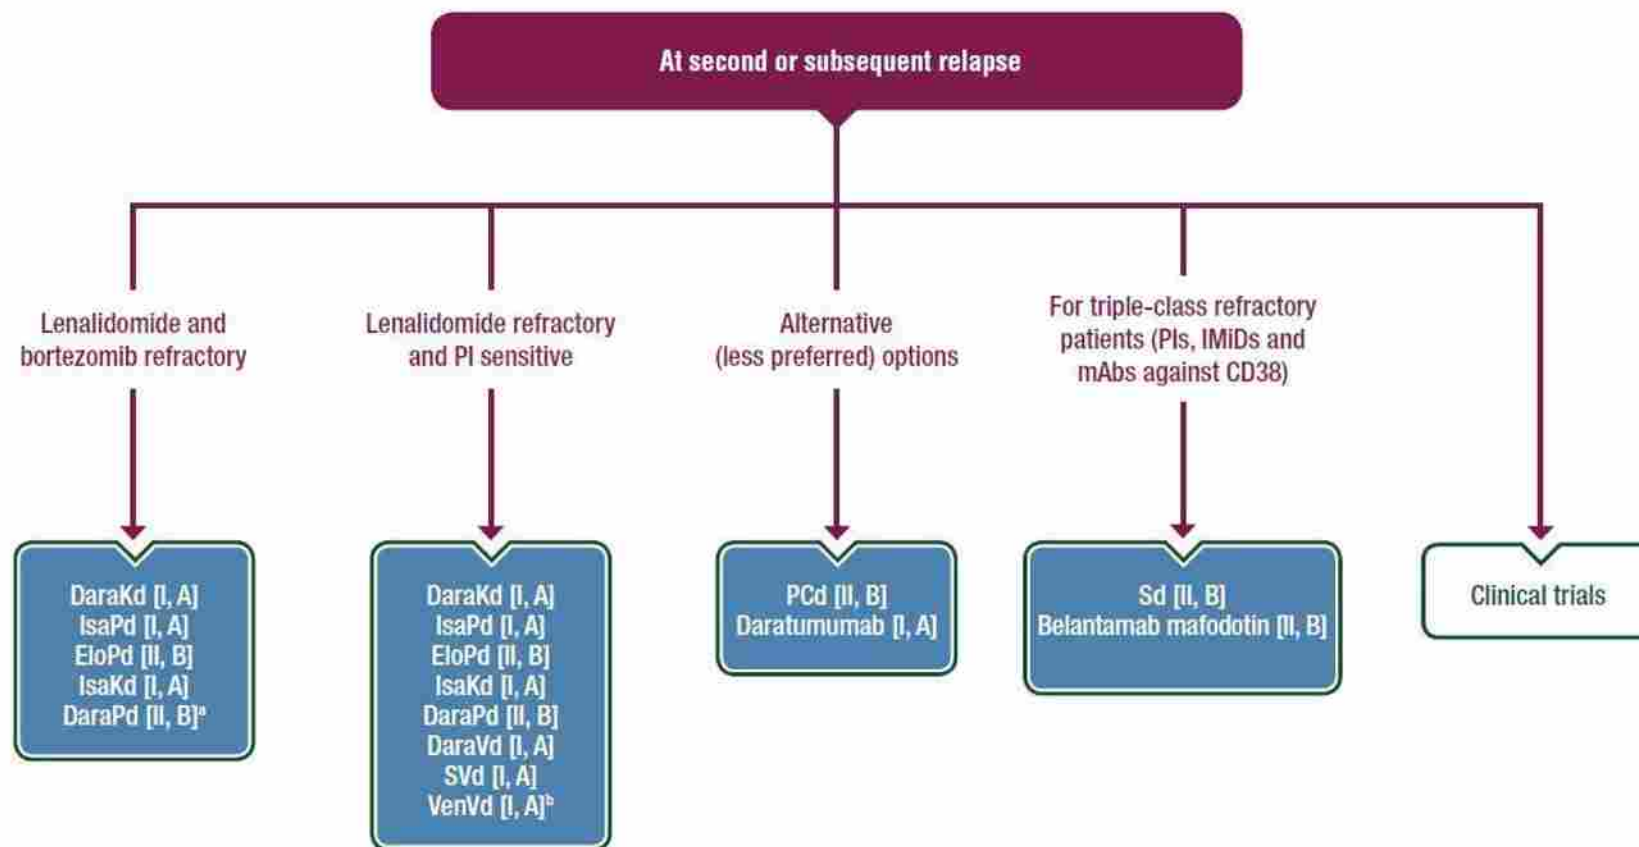 At second or subsequent relapse
Lenalidomide and
bortezomib refractory
Lenalidomide refractory
and PI sensitive
Alternative
(less preferred) options
For triple-class refractory
patients (PIs, IMiDs and
mAbs against CD38)
DaraKd [I, A]
IsaPd [I, A]
EloPd [II, B]
IsaKd [I, A]
DaraPd [II, B]ᵃ
DaraKd [I, A]
IsaPd [I, A]
EloPd [II, B]
IsaKd [I, A]
DaraPd [II, B]
DaraVd [I, A]
SVd [I, A]
VenVd [I, A]ᵇ
PCd [II, B]
Daratumumab [I, A]
Sd [II, B]
Belantamab mafodotin [II, B]
Clinical trials